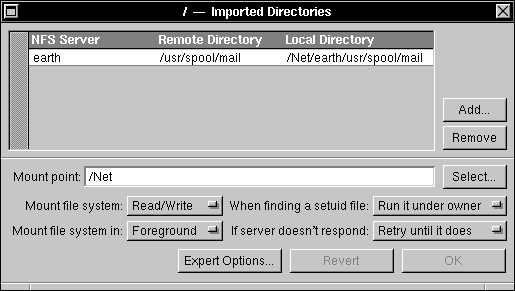 / — Imported Directories
NFS Server Remote Directory Local Directory
earth /usr/spool/mail /Net/earth/usr/spool/mail
Add...
Remove
Mount point: /Net Select...
Mount file system: Read/Write When finding a setuid file: Run it under owner
Mount file system in: Foreground If server doesn't respond: Retry until it does
Expert Options... Revert OK